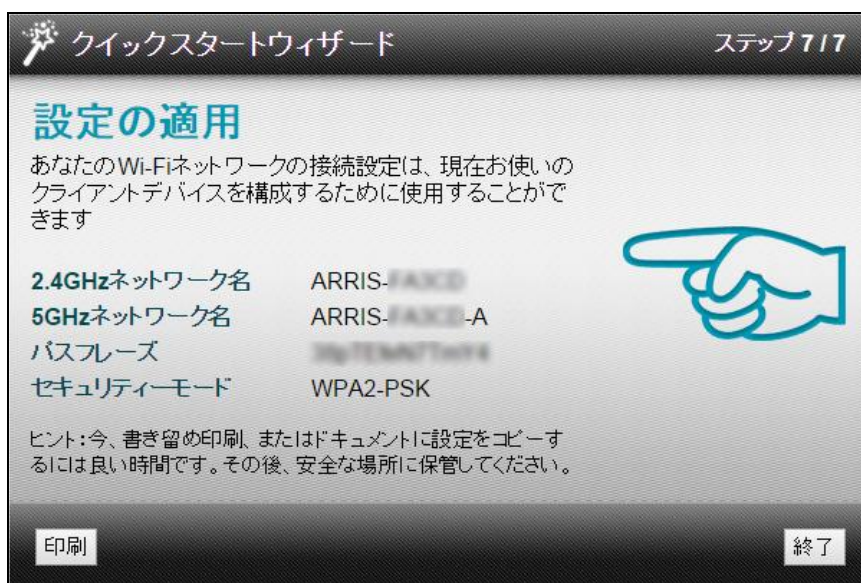 クイックスタートウィザード ステップ 7 / 7
設定の適用
あなたのWi-Fiネットワークの接続設定は、現在お使いの
クライアントデバイスを構成するために使用することがで
きます
2.4GHzネットワーク名 ARRIS-
5GHzネットワーク名 ARRIS- -A
パスフレーズ
セキュリティーモード WPA2-PSK
ヒント:今、書き留め印刷、またはドキュメントに設定をコピーす
るには良い時間です。その後、安全な場所に保管してください。
印刷 終了